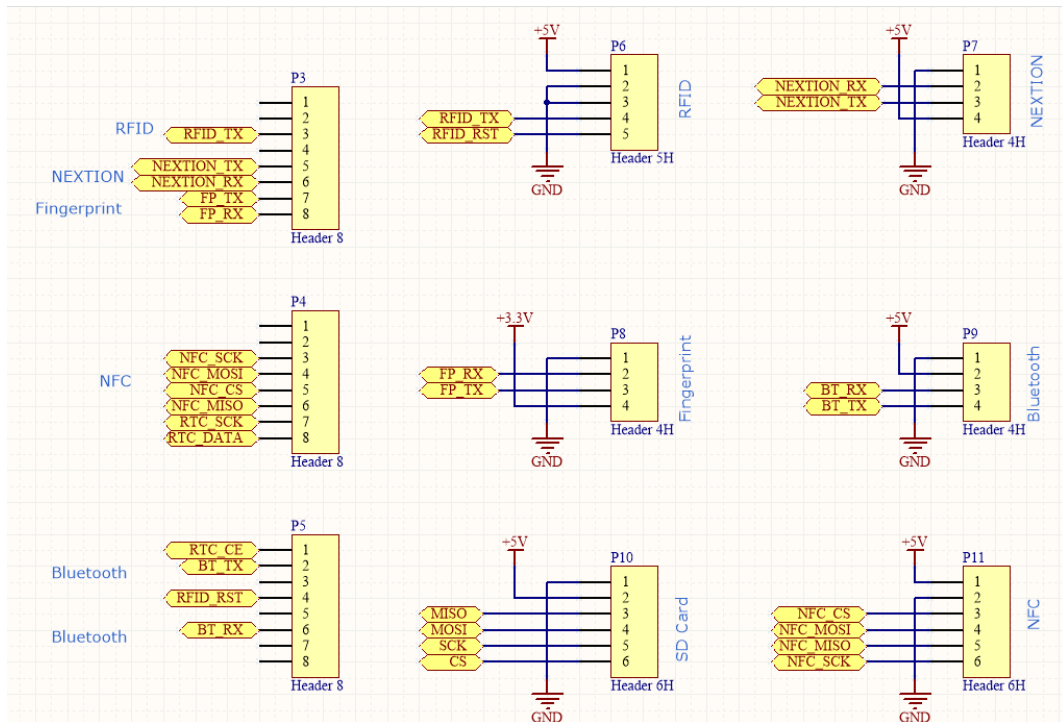 P3
1
2
RFID
RFID_TX
3
4
NEXTION_TX
5
NEXTION
NEXTION_RX
6
FP_TX
7
Fingerprint
FP_RX
8
Header 8
+5V
P6
1
2
3
RFID_TX
4
RFID_RST
5
RFID
Header 5H
GND
+5V
P7
1
NEXTION_RX
2
NEXTION_TX
3
4
NEXTION
Header 4H
GND
P4
1
2
NFC_SCK
3
NFC_MOSI
4
NFC
NFC_CS
5
NFC_MISO
6
RTC_SCK
7
RTC_DATA
8
Header 8
+3.3V
P8
1
FP_RX
2
FP_TX
3
4
Fingerprint
Header 4H
GND
+5V
P9
1
2
BT_RX
3
BT_TX
4
Bluetooth
Header 4H
GND
P5
RTC_CE
1
Bluetooth
BT_TX
2
3
RFID_RST
4
5
Bluetooth
BT_RX
6
7
8
Header 8
+5V
P10
1
2
MISO
3
MOSI
4
SCK
5
CS
6
SD Card
Header 6H
GND
+5V
P11
1
2
NFC_CS
3
NFC_MOSI
4
NFC_MISO
5
NFC_SCK
6
NFC
Header 6H
GND